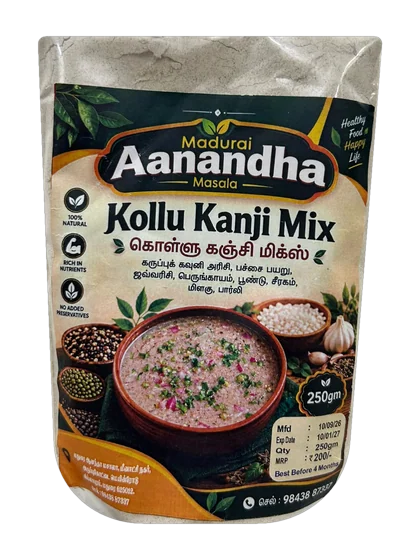 Madurai
Aanandha
Masala
Healthy
Food
Happy
Life
Kollu Kanji Mix
கொள்ளு கஞ்சி மிக்ஸ்
கருப்புக் கவுனி அரிசி, பச்சை பயறு,
ஜவ்வரிசி, பெருங்காயம், பூண்டு, சீரகம்,
மிளகு, பார்லி
100%
NATURAL
RICH IN
NUTRIENTS
NO ADDED
PRESERVATIVES
250gm
Mfd : 10/09/26
Exp Date : 10/01/27
Qty : 250gm
MRP : ₹200/-
Best Before 4 Months
செல் : 98438 87337